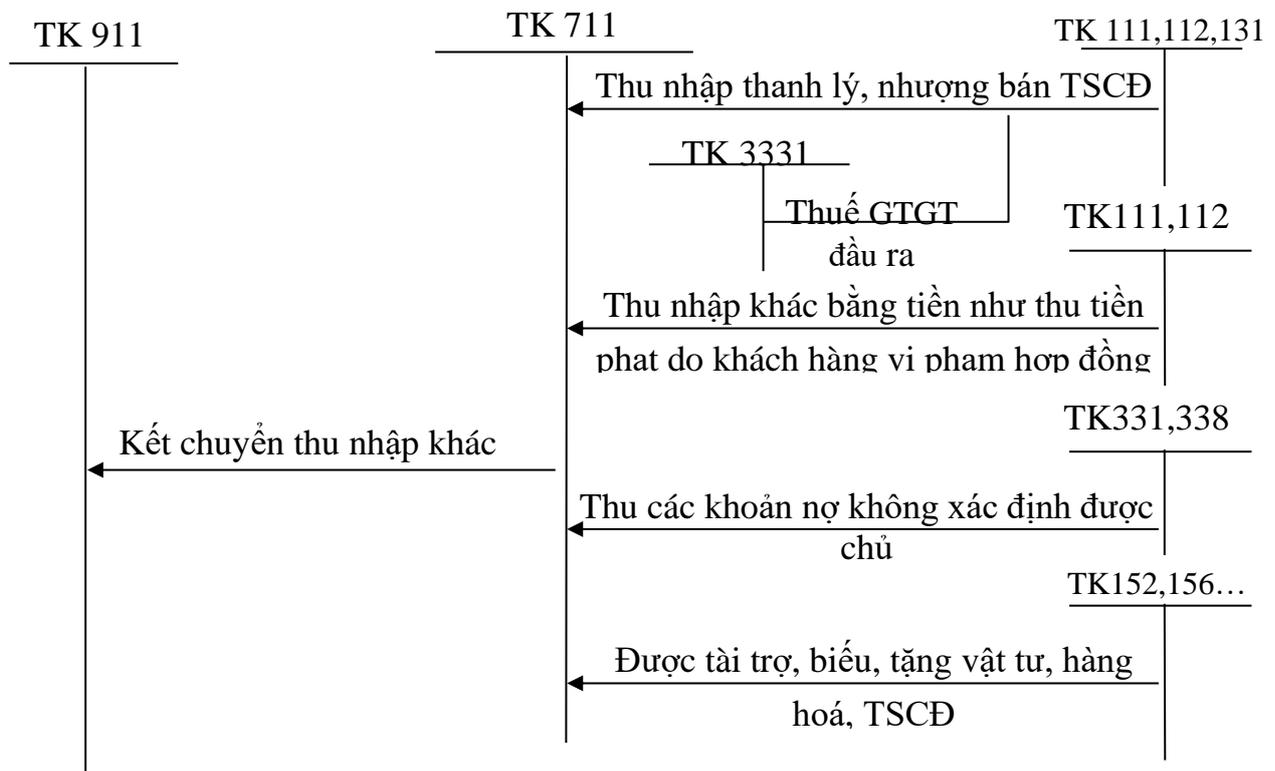 TK 911
TK 711
TK 111,112,131
Thu nhập thanh lý, nhượng bán TSCĐ
TK 3331
Thuế GTGT
đầu ra
TK111,112
Thu nhập khác bằng tiền như thu tiền
phạt do khách hàng vi phạm hợp đồng
TK331,338
Kết chuyển thu nhập khác
Thu các khoản nợ không xác định được
chủ
TK152,156…
Được tài trợ, biếu, tặng vật tư, hàng
hoá, TSCĐ